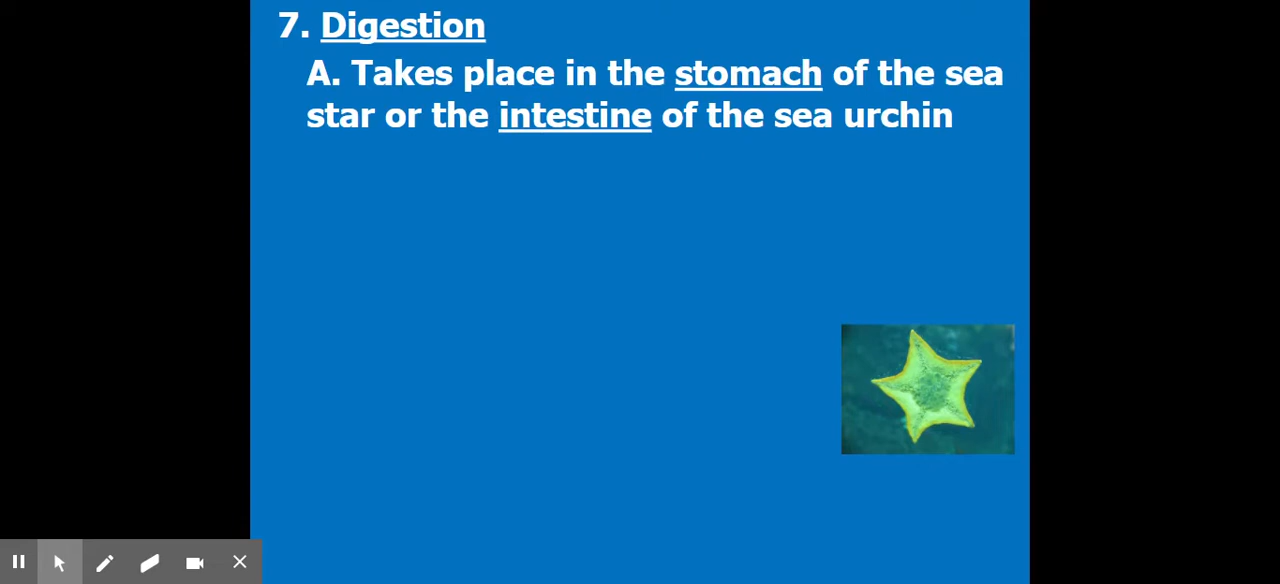 7. Digestion
A. Takes place in the stomach of the sea
star or the intestine of the sea urchin